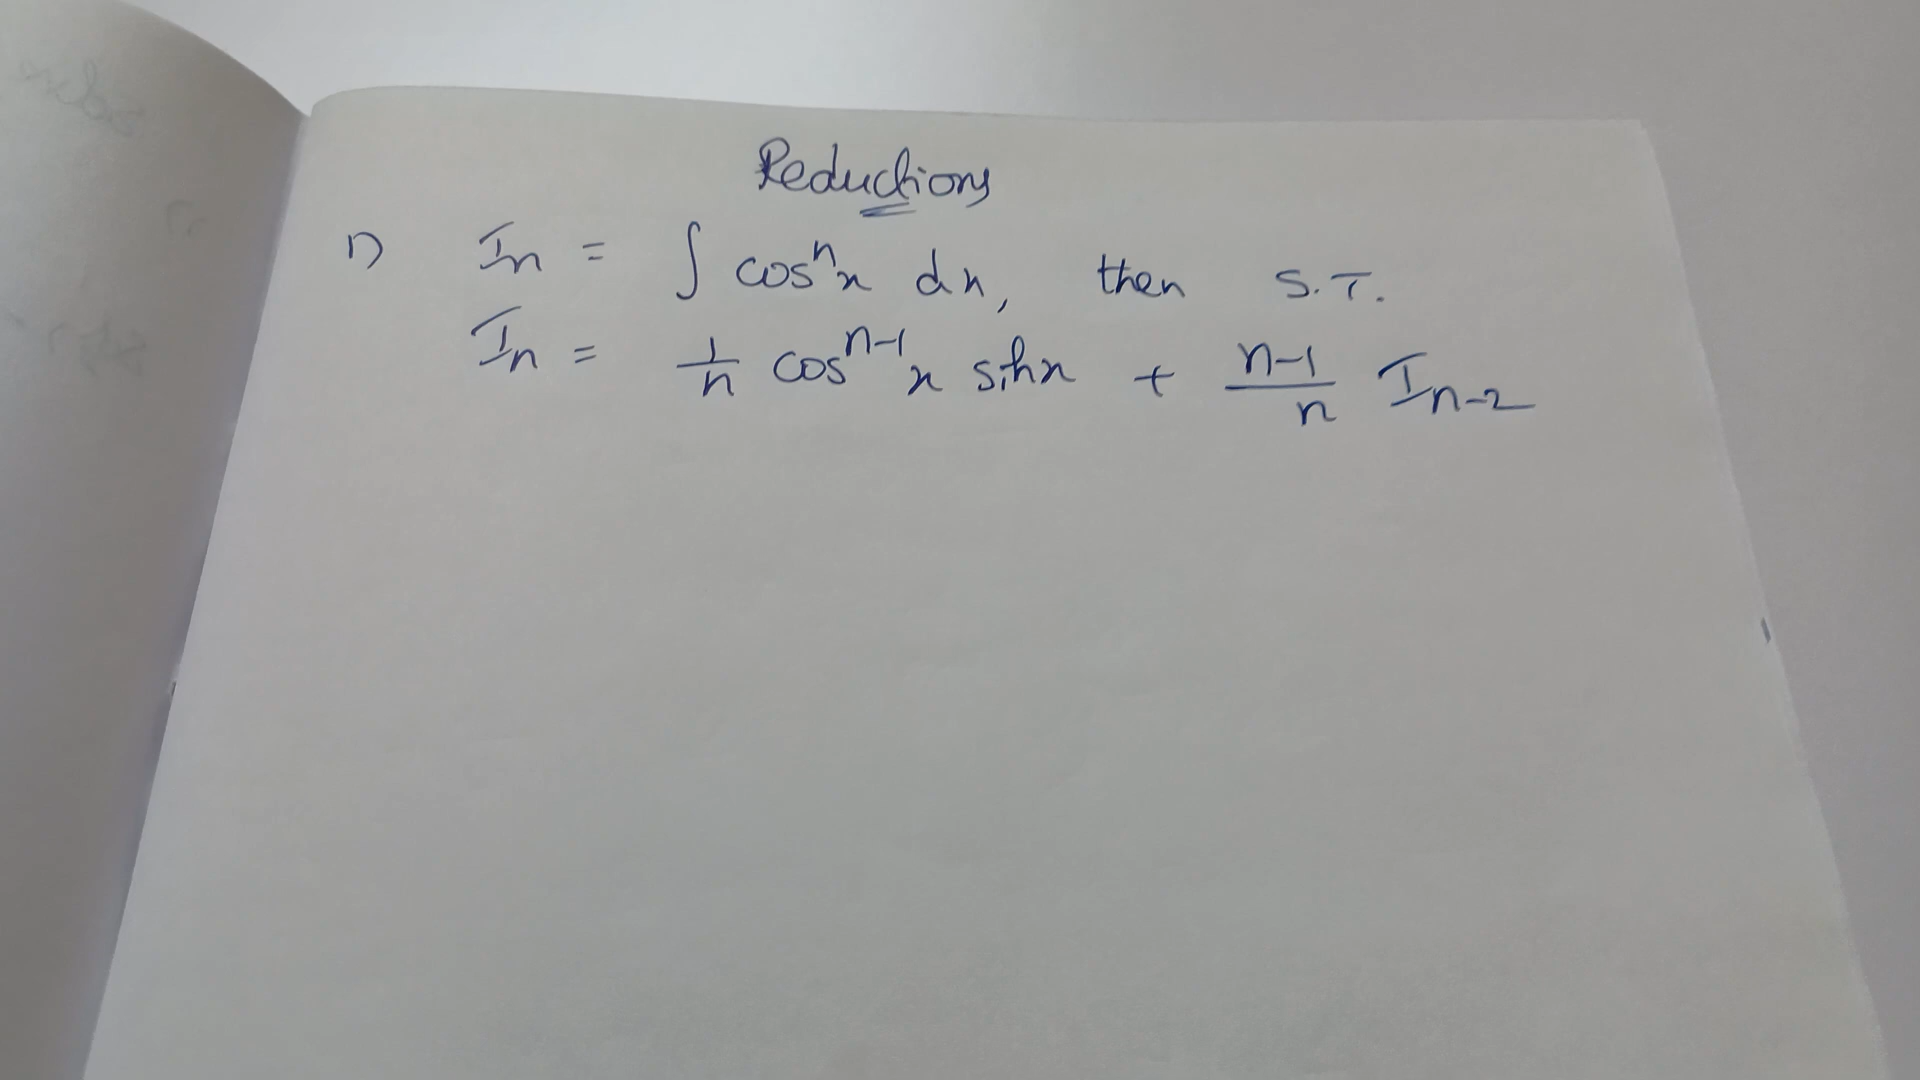 Reductions
1) Iₙ = ∫ cosⁿx dx, then S.T.
Iₙ = 1/n cosⁿ⁻¹x sinx + n-1/n Iₙ₋₂